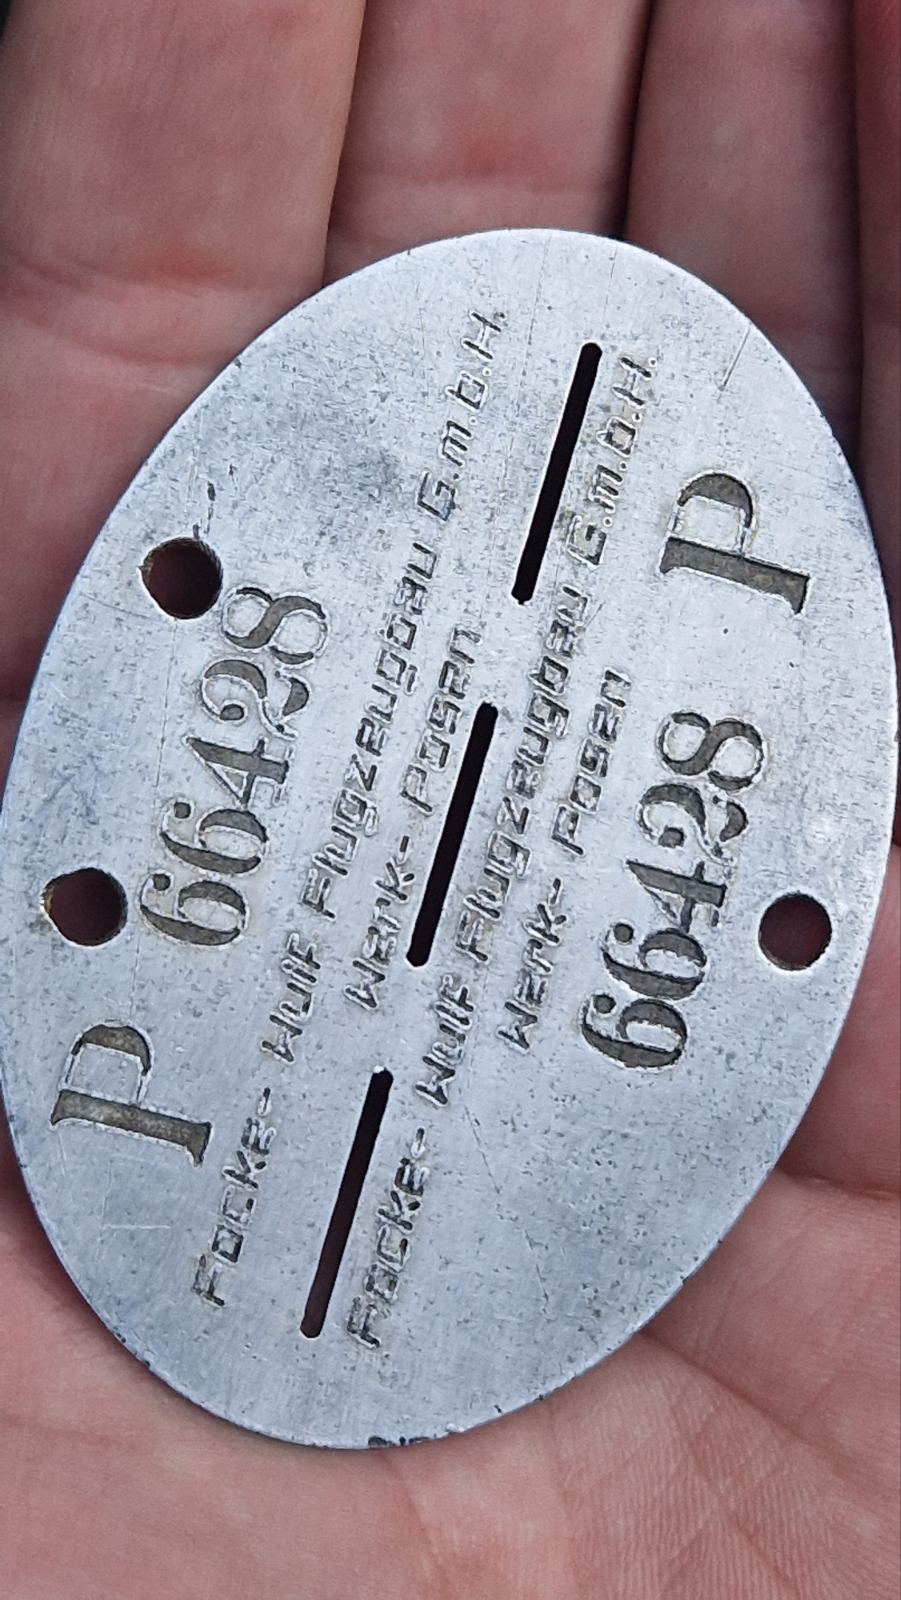 P 66428
Focke- Wulf Flugzeugbau G.m.b.H.
Werk- Posen
Focke- Wulf Flugzeugbau G.m.b.H.
Werk- Posen
66428 P